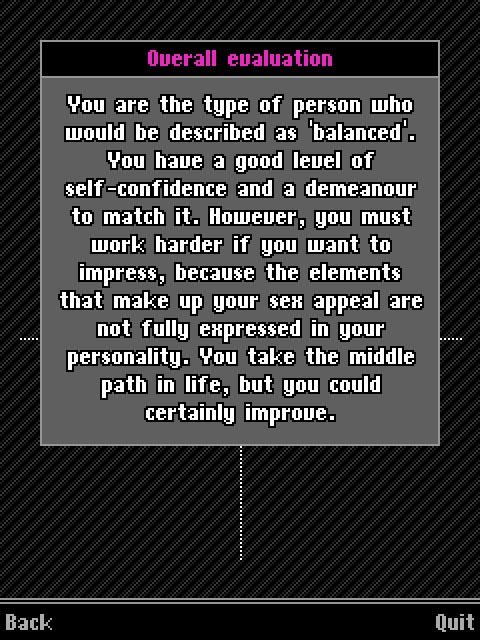 Overall evaluation
You are the type of person who
would be described as 'balanced'.
You have a good level of
self-confidence and a demeanour
to match it. However, you must
work harder if you want to
impress, because the elements
that make up your sex appeal are
not fully expressed in your
personality. You take the middle
path in life, but you could
certainly improve.
Back
Quit